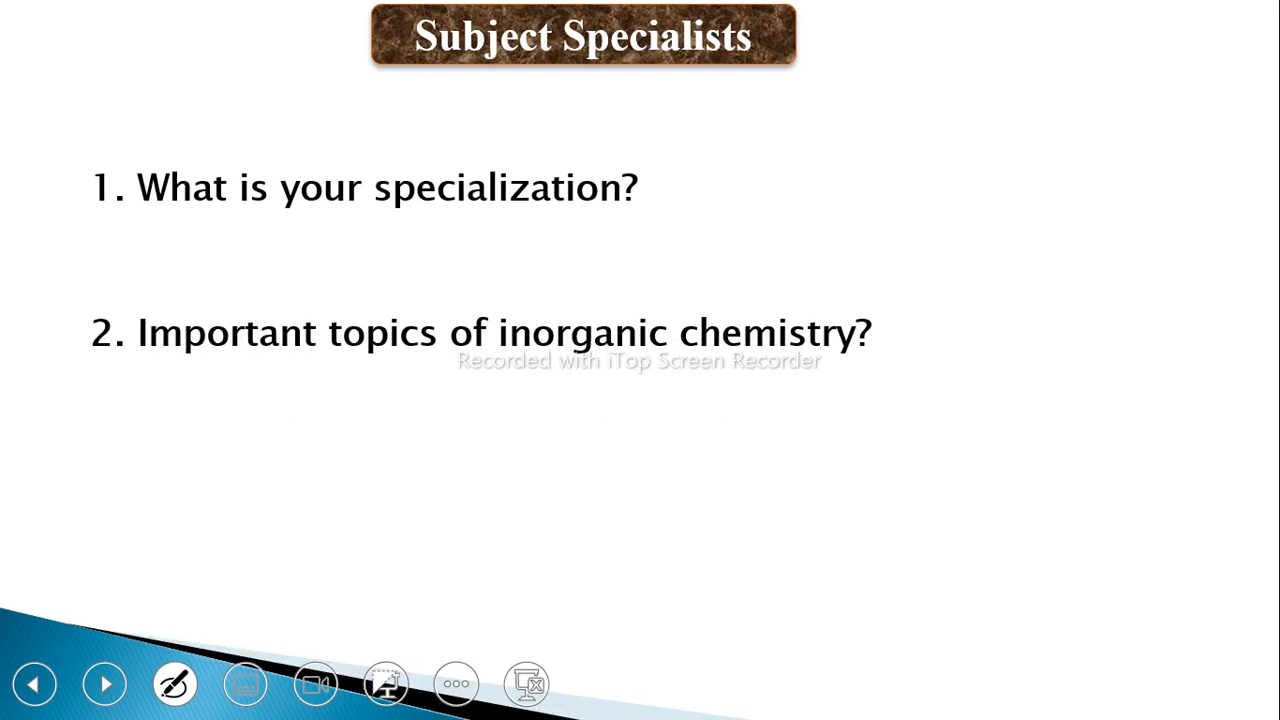 Subject Specialists
1. What is your specialization?
2. Important topics of inorganic chemistry?
Recorded with iTop Screen Recorder